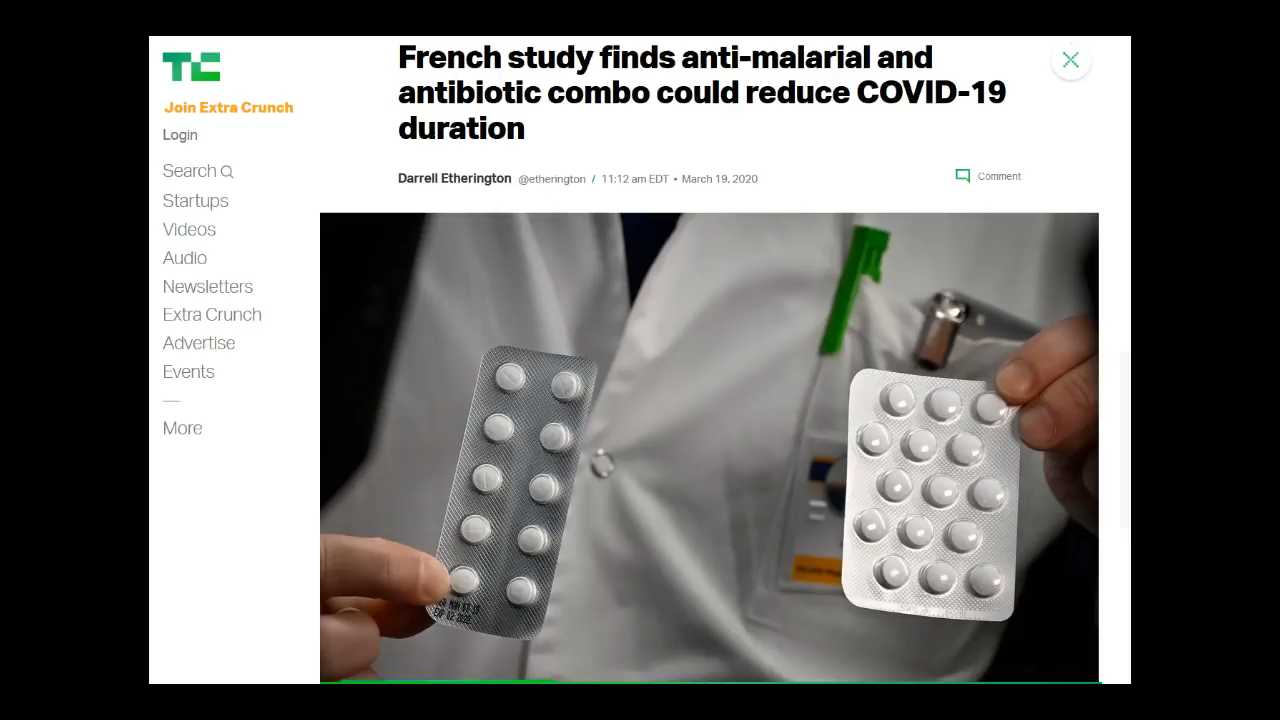 TC
Join Extra Crunch
Login
Search
Startups
Videos
Audio
Newsletters
Extra Crunch
Advertise
Events
More
French study finds anti-malarial and
antibiotic combo could reduce COVID-19
duration
Darrell Etherington @etherington / 11:12 am EDT • March 19, 2020
Comment